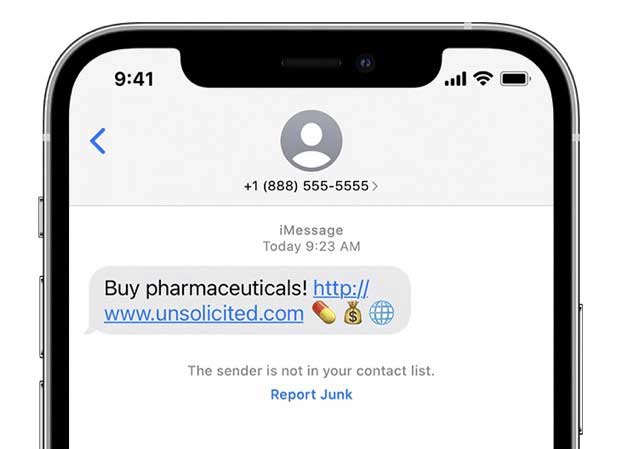 9:41
+1 (888) 555-5555
iMessage
Today 9:23 AM
Buy pharmaceuticals! http://
www.unsolicited.com 💊💰🌐
The sender is not in your contact list.
Report Junk